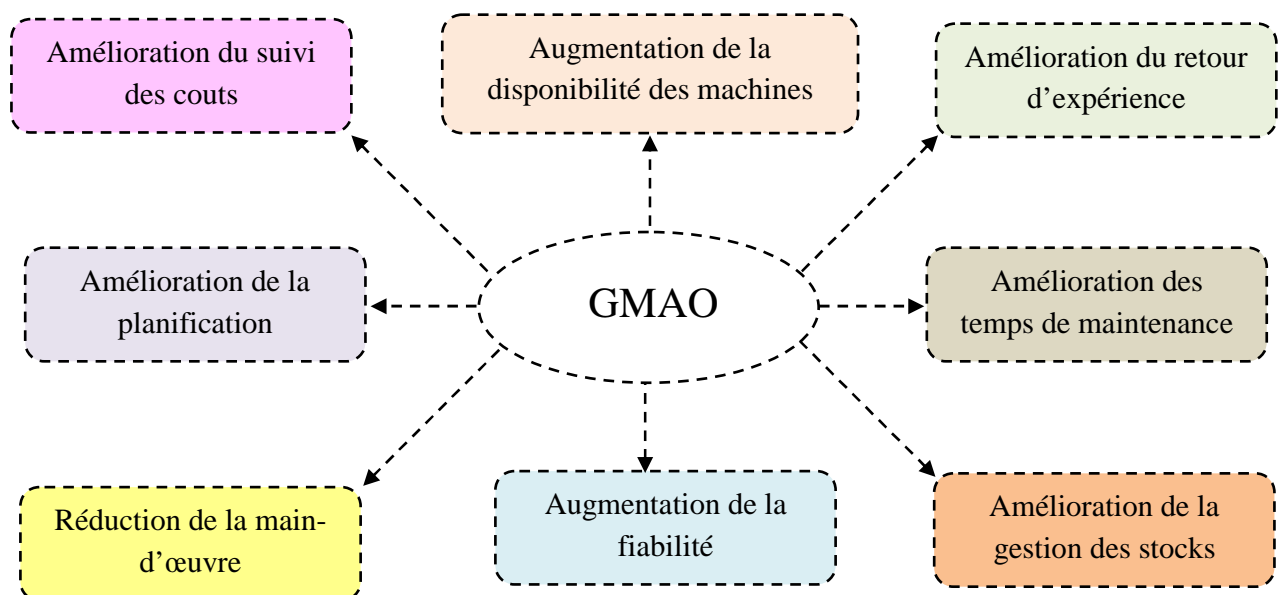 Amélioration du suivi
des couts
Augmentation de la
disponibilité des machines
Amélioration du retour
d’expérience
Amélioration de la
planification
GMAO
Amélioration des
temps de maintenance
Réduction de la main-
d’œuvre
Augmentation de la
fiabilité
Amélioration de la
gestion des stocks